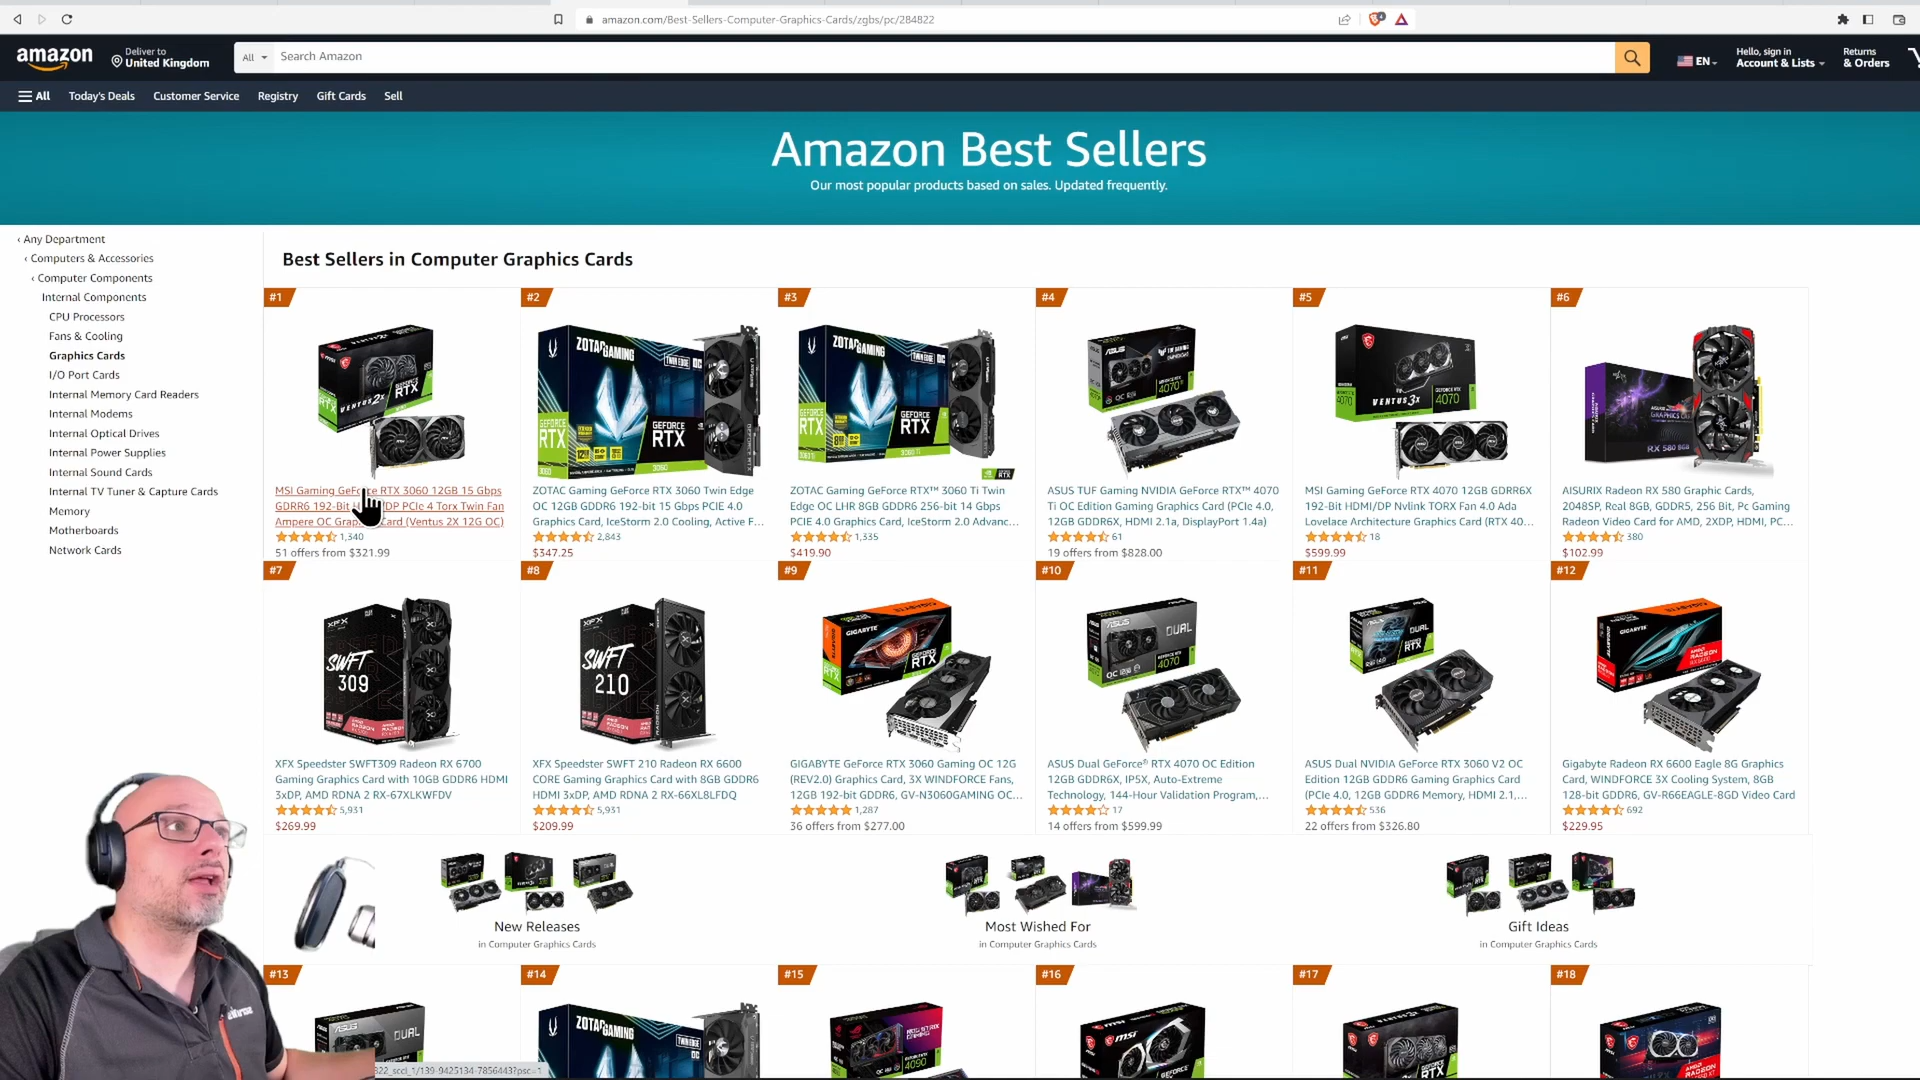 amazon.com/Best-Sellers-Computer-Graphics-Cards/zgbs/pc/284822
amazon
Deliver to
United Kingdom
All
Search Amazon
EN
Hello, sign in
Account & Lists
Returns
& Orders
All
Today's Deals
Customer Service
Registry
Gift Cards
Sell
Amazon Best Sellers
Our most popular products based on sales. Updated frequently.
‹ Any Department
‹ Computers & Accessories
‹ Computer Components
Internal Components
CPU Processors
Fans & Cooling
Graphics Cards
I/O Port Cards
Internal Memory Card Readers
Internal Modems
Internal Optical Drives
Internal Power Supplies
Internal Sound Cards
Internal TV Tuner & Capture Cards
Memory
Motherboards
Network Cards
Best Sellers in Computer Graphics Cards
#1
MSI Gaming GeForce RTX 3060 12GB 15 Gbps
GDRR6 192-Bit DP PCIe 4 Torx Twin Fan
Ampere OC Graphics Card (Ventus 2X 12G OC)
1,340
51 offers from $321.99
#2
ZOTAC Gaming GeForce RTX 3060 Twin Edge
OC 12GB GDDR6 192-bit 15 Gbps PCIE 4.0
Graphics Card, IceStorm 2.0 Cooling, Active F...
2,843
$347.25
#3
ZOTAC Gaming GeForce RTX™ 3060 Ti Twin
Edge OC LHR 8GB GDDR6 256-bit 14 Gbps
PCIE 4.0 Graphics Card, IceStorm 2.0 Advanc...
1,335
$419.90
#4
ASUS TUF Gaming NVIDIA GeForce RTX™ 4070
Ti OC Edition Gaming Graphics Card (PCIe 4.0,
12GB GDDR6X, HDMI 2.1a, DisplayPort 1.4a)
61
19 offers from $828.00
#5
MSI Gaming GeForce RTX 4070 12GB GDRR6X
192-Bit HDMI/DP Nvlink TORX Fan 4.0 Ada
Lovelace Architecture Graphics Card (RTX 40...
18
$599.99
#6
AISURIX Radeon RX 580 Graphic Cards,
2048SP, Real 8GB, GDDR5, 256 Bit, Pc Gaming
Radeon Video Card for AMD, 2XDP, HDMI, PC...
380
$102.99
#7
SWFT
309
XFX Speedster SWFT309 Radeon RX 6700
Gaming Graphics Card with 10GB GDDR6 HDMI
3xDP, AMD RDNA 2 RX-67XLKWFDV
5,931
$269.99
#8
SWFT
210
XFX Speedster SWFT 210 Radeon RX 6600
CORE Gaming Graphics Card with 8GB GDDR6
HDMI 3xDP, AMD RDNA 2 RX-66XL8LFDQ
5,931
$209.99
#9
GIGABYTE GeForce RTX 3060 Gaming OC 12G
(REV2.0) Graphics Card, 3X WINDFORCE Fans,
12GB 192-bit GDDR6, GV-N3060GAMING OC...
1,287
36 offers from $277.00
#10
ASUS Dual GeForce® RTX 4070 OC Edition
12GB GDDR6X, IP5X, Auto-Extreme
Technology, 144-Hour Validation Program,...
17
14 offers from $599.99
#11
ASUS Dual NVIDIA GeForce RTX 3060 V2 OC
Edition 12GB GDDR6 Gaming Graphics Card
(PCIe 4.0, 12GB GDDR6 Memory, HDMI 2.1,...
536
22 offers from $326.80
#12
Gigabyte Radeon RX 6600 Eagle 8G Graphics
Card, WINDFORCE 3X Cooling System, 8GB
128-bit GDDR6, GV-R66EAGLE-8GD Video Card
692
$229.95
New Releases
in Computer Graphics Cards
Most Wished For
in Computer Graphics Cards
Gift Ideas
in Computer Graphics Cards
#13
#14
#15
#16
#17
#18
822_sccl_1/139-9425134-7856443?psc=1